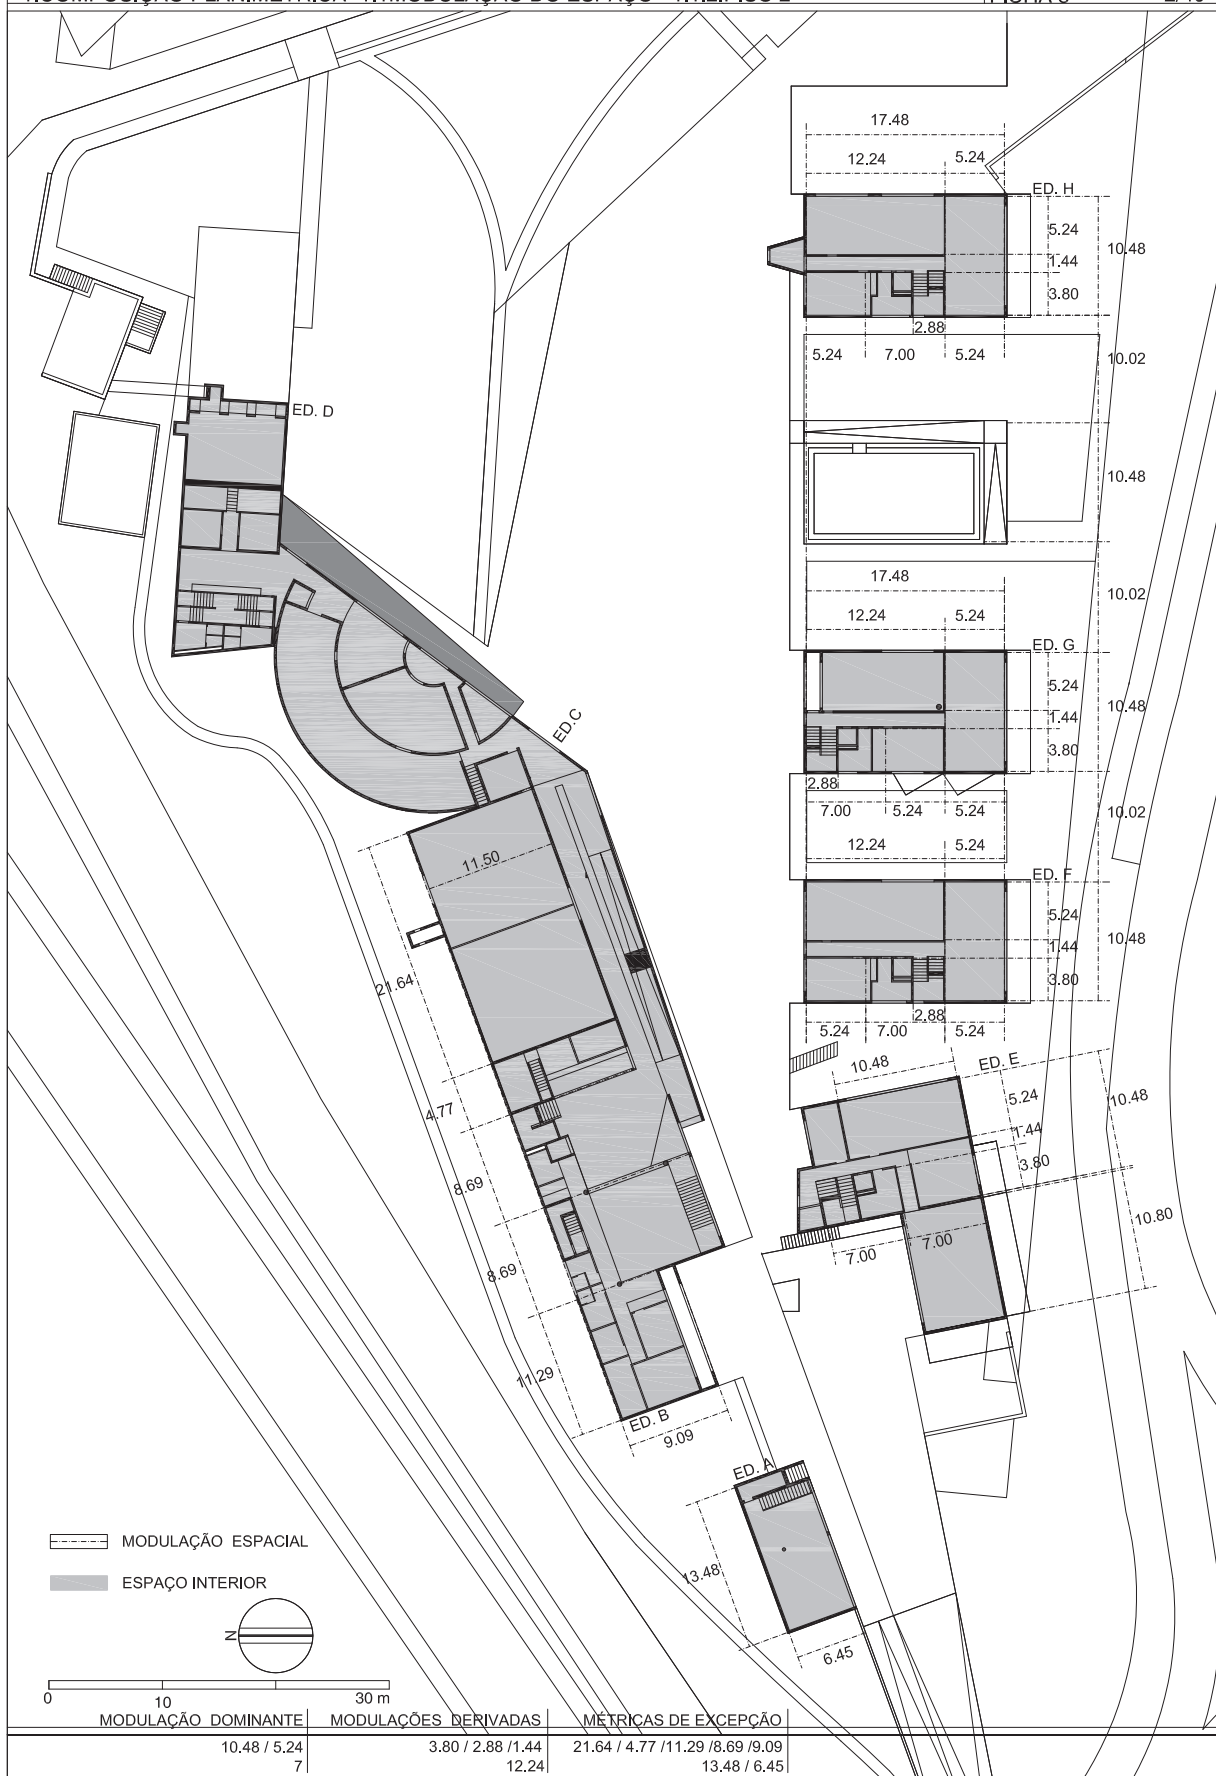 17.48
12.24 5.24
ED. H
5.24
10.48
1.44
3.80
2.88
5.24 7.00 5.24
10.02
ED. D
10.48
17.48
10.02
12.24 5.24
ED. G
5.24
10.48
1.44
3.80
2.88
7.00 5.24 5.24
10.02
ED.C
12.24 5.24
11.50
ED. F
5.24
10.48
1.44
3.80
21.64
2.88
5.24 7.00 5.24
10.48
ED. E
5.24
10.48
4.77
1.44
3.80
8.69
10.80
7.00
7.00
8.69
11.29
ED. B
9.09
ED. A
13.48
6.45
MODULAÇÃO ESPACIAL
ESPAÇO INTERIOR
N
0 10 30 m
MODULAÇÃO DOMINANTE MODULAÇÕES DERIVADAS MÉTRICAS DE EXCEPÇÃO
10.48 / 5.24 3.80 / 2.88 /1.44 21.64 / 4.77 /11.29 /8.69 /9.09
7 12.24 13.48 / 6.45